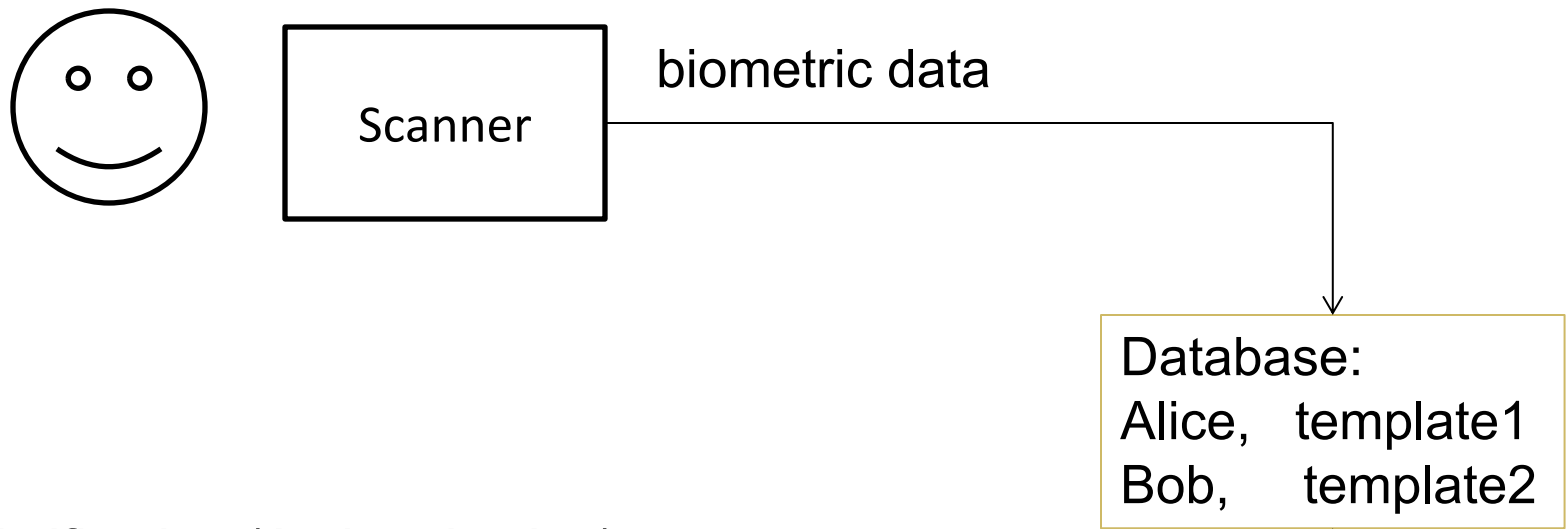 biometric data
Scanner
Database:
Alice, template1
Bob, template2